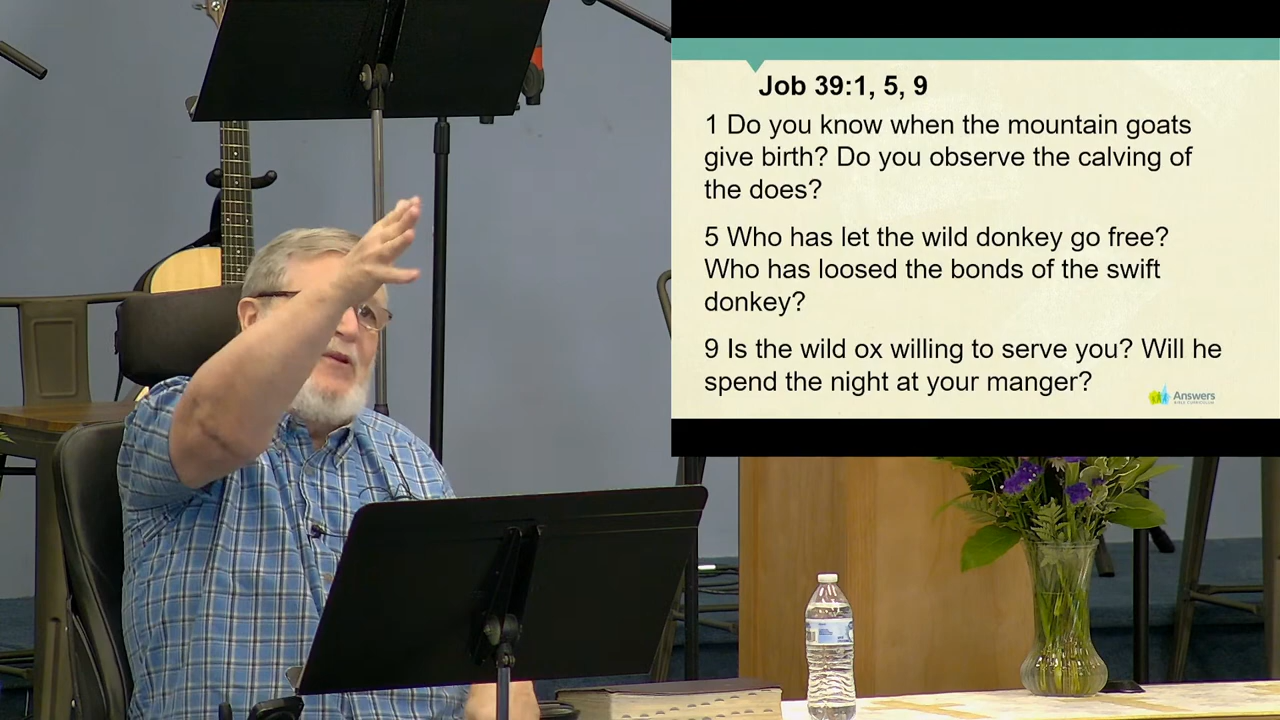 Job 39:1, 5, 9
1 Do you know when the mountain goats
give birth? Do you observe the calving of
the does?
5 Who has let the wild donkey go free?
Who has loosed the bonds of the swift
donkey?
9 Is the wild ox willing to serve you? Will he
spend the night at your manger?
Answers
BIBLE CURRICULUM